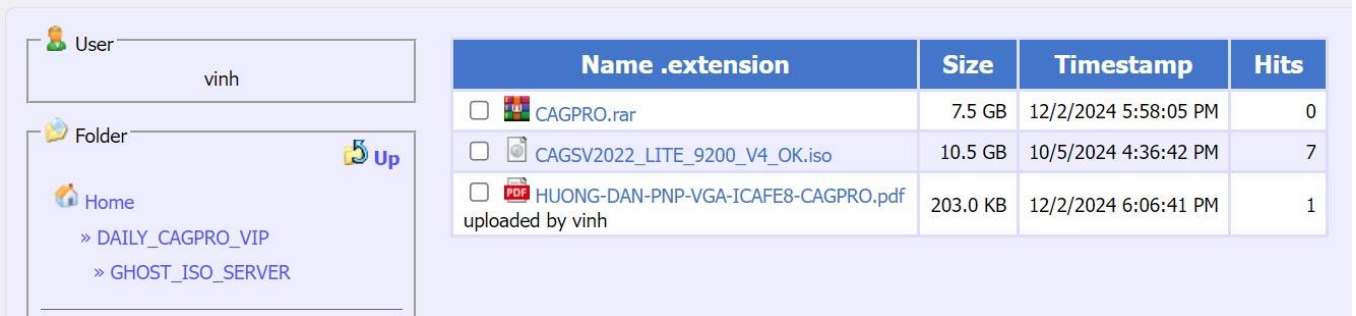 User
vinh
Folder
Up
Home
» DAILY_CAGPRO_VIP
» GHOST_ISO_SERVER
Name .extension Size Timestamp Hits
CAGPRO.rar 7.5 GB 12/2/2024 5:58:05 PM 0
CAGSV2022_LITE_9200_V4_OK.iso 10.5 GB 10/5/2024 4:36:42 PM 7
PDF HUONG-DAN-PNP-VGA-ICAFE8-CAGPRO.pdf 203.0 KB 12/2/2024 6:06:41 PM 1
uploaded by vinh